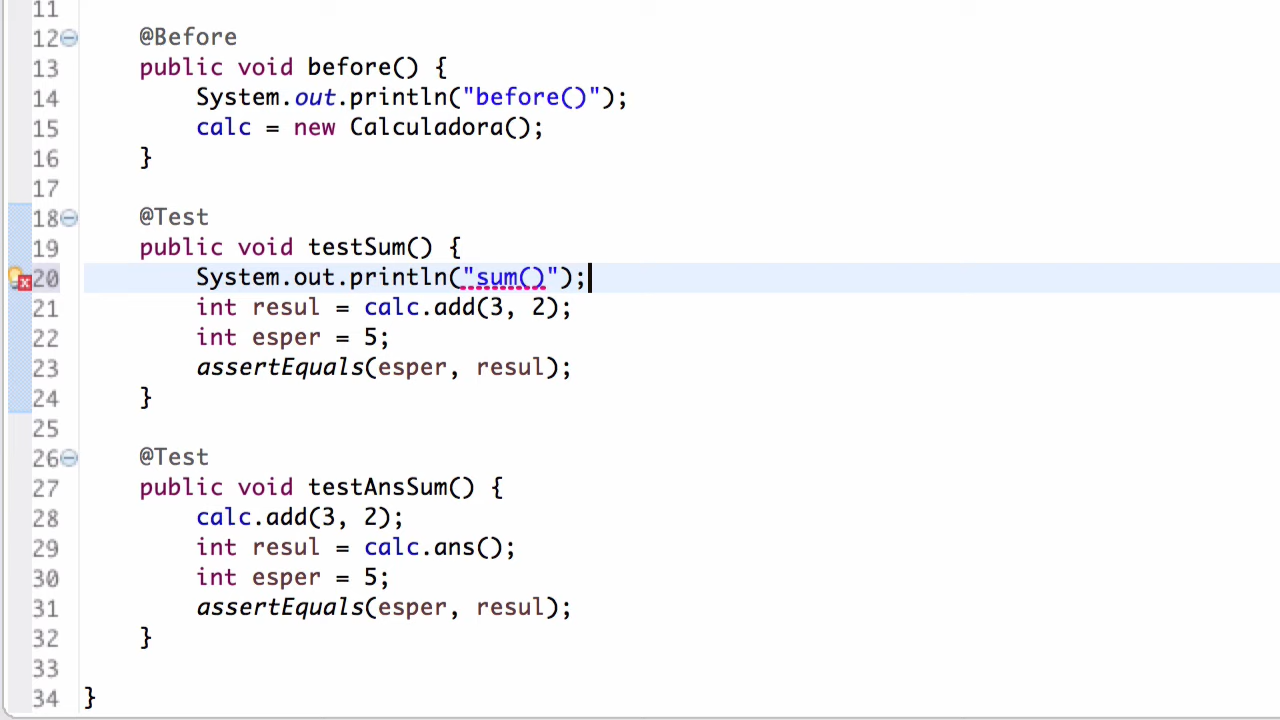 11
12 @Before
13 public void before() {
14 System.out.println("before()");
15 calc = new Calculadora();
16 }
17
18 @Test
19 public void testSum() {
20 System.out.println("sum()");
21 int resul = calc.add(3, 2);
22 int esper = 5;
23 assertEquals(esper, resul);
24 }
25
26 @Test
27 public void testAnsSum() {
28 calc.add(3, 2);
29 int resul = calc.ans();
30 int esper = 5;
31 assertEquals(esper, resul);
32 }
33
34 }